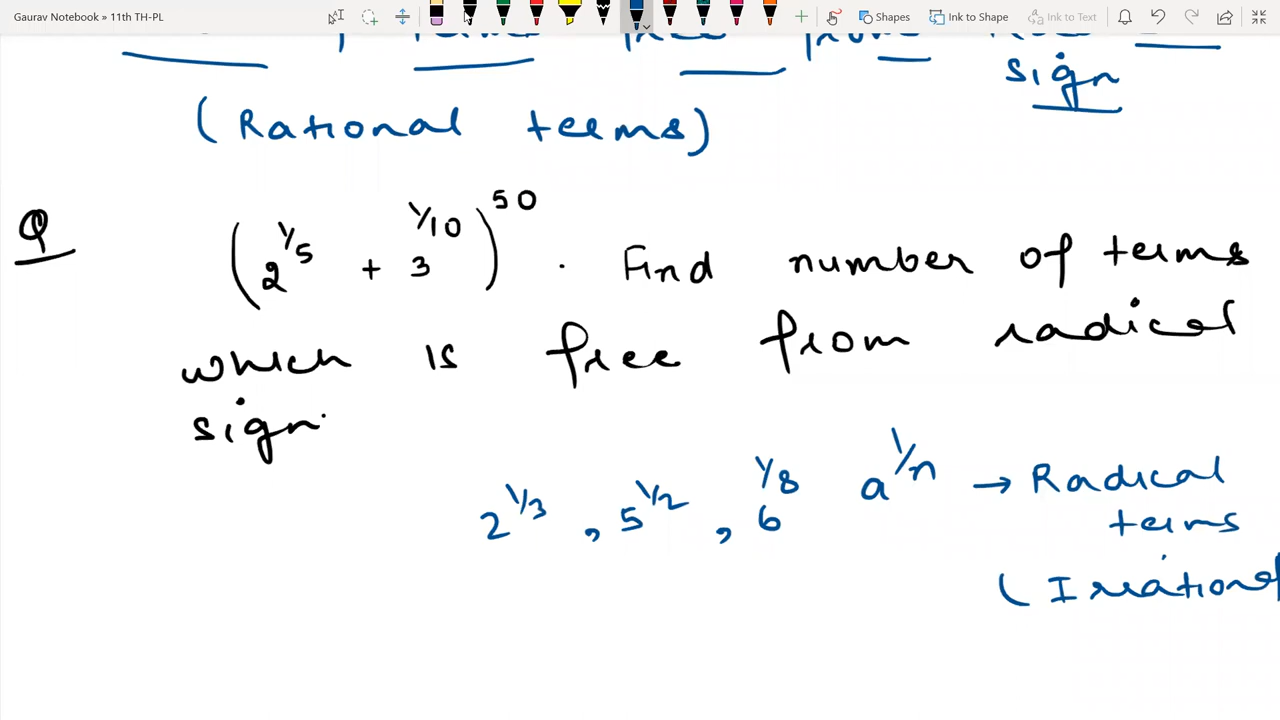 Gaurav Notebook » 11th TH-PL
Shapes
Ink to Shape
Ink to Text
sign
(Rational terms)
Q (2^1/5 + 3^1/10)^50 . Find number of terms
which is free from radical
sign
2^1/3 , 5^1/2 , 6^1/8 a^1/n → Radical
terms
(Irrational